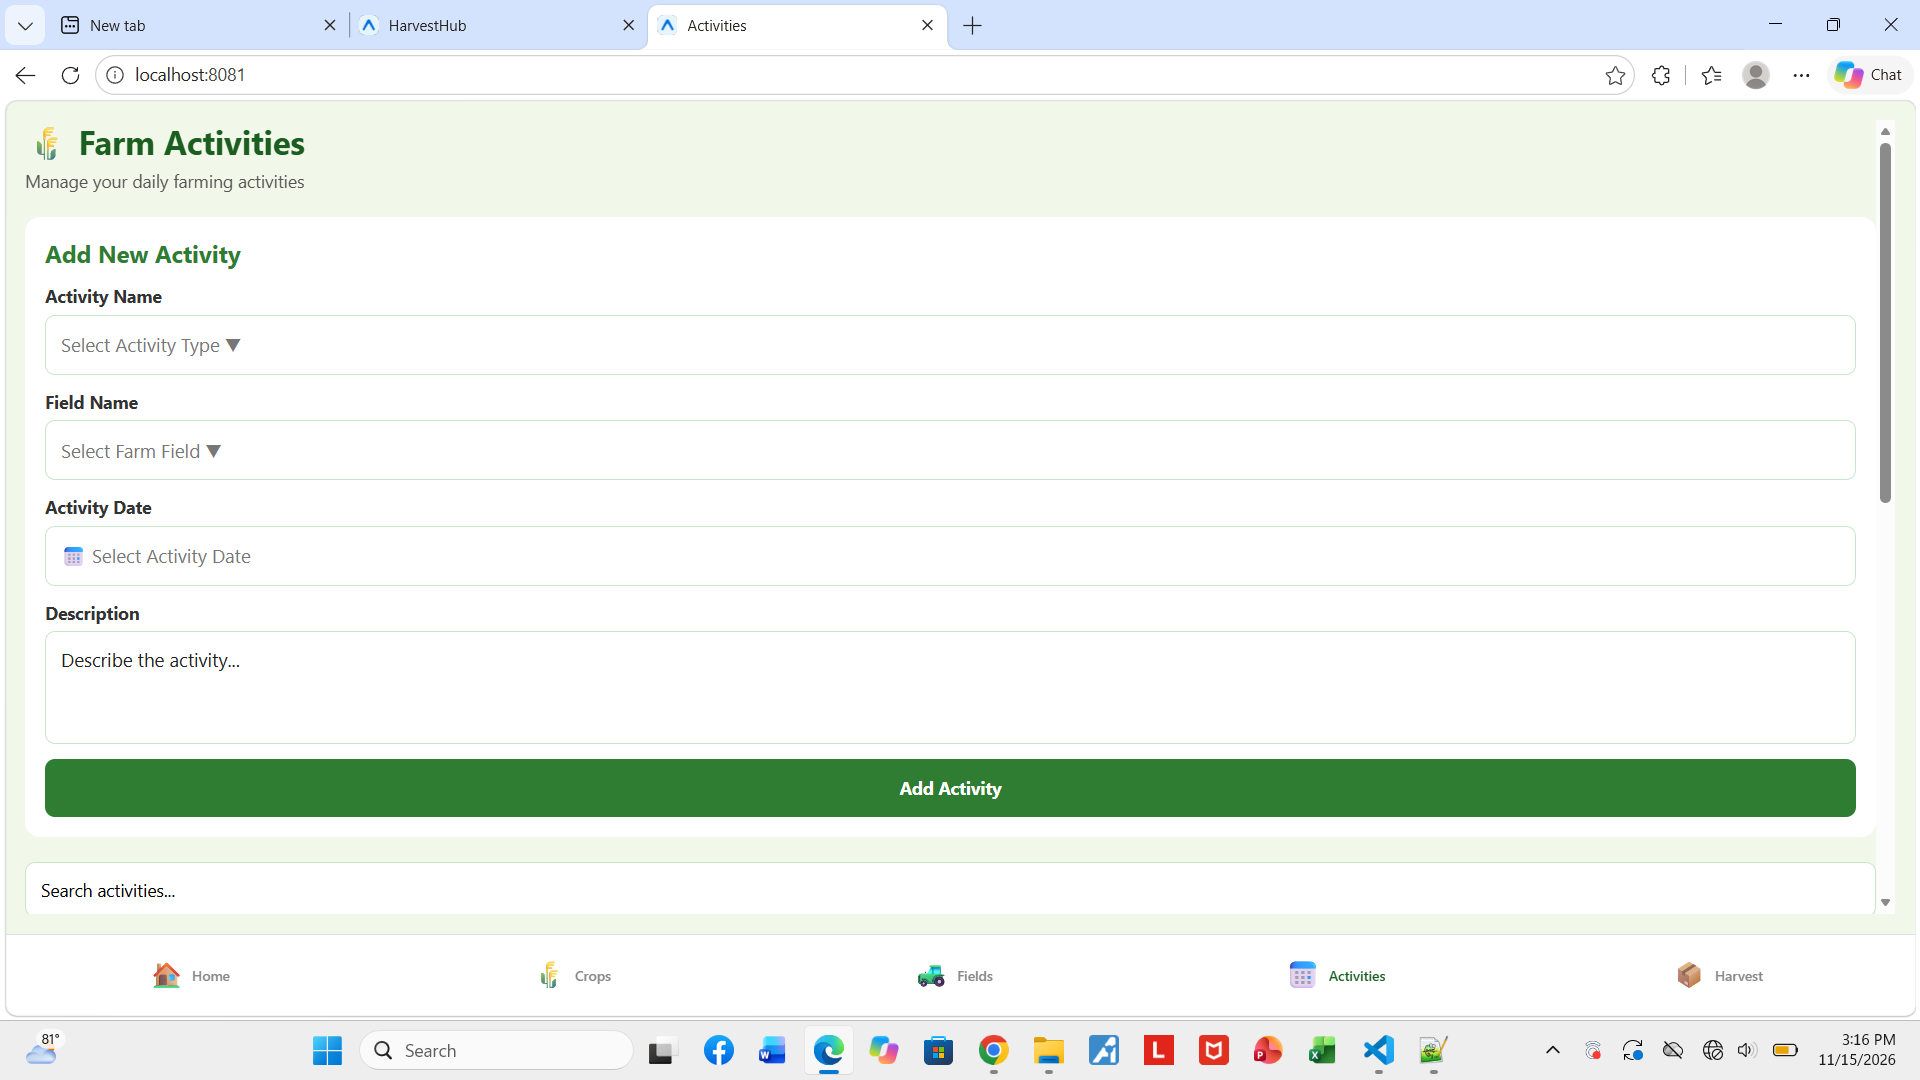 New tab
HarvestHub
Activities
localhost:8081
Chat
Farm Activities
Manage your daily farming activities
Add New Activity
Activity Name
Select Activity Type ▼
Field Name
Select Farm Field ▼
Activity Date
Select Activity Date
Description
Describe the activity...
Add Activity
Search activities...
Home
Crops
Fields
Activities
Harvest
81°
Search
3:16 PM
11/15/2026